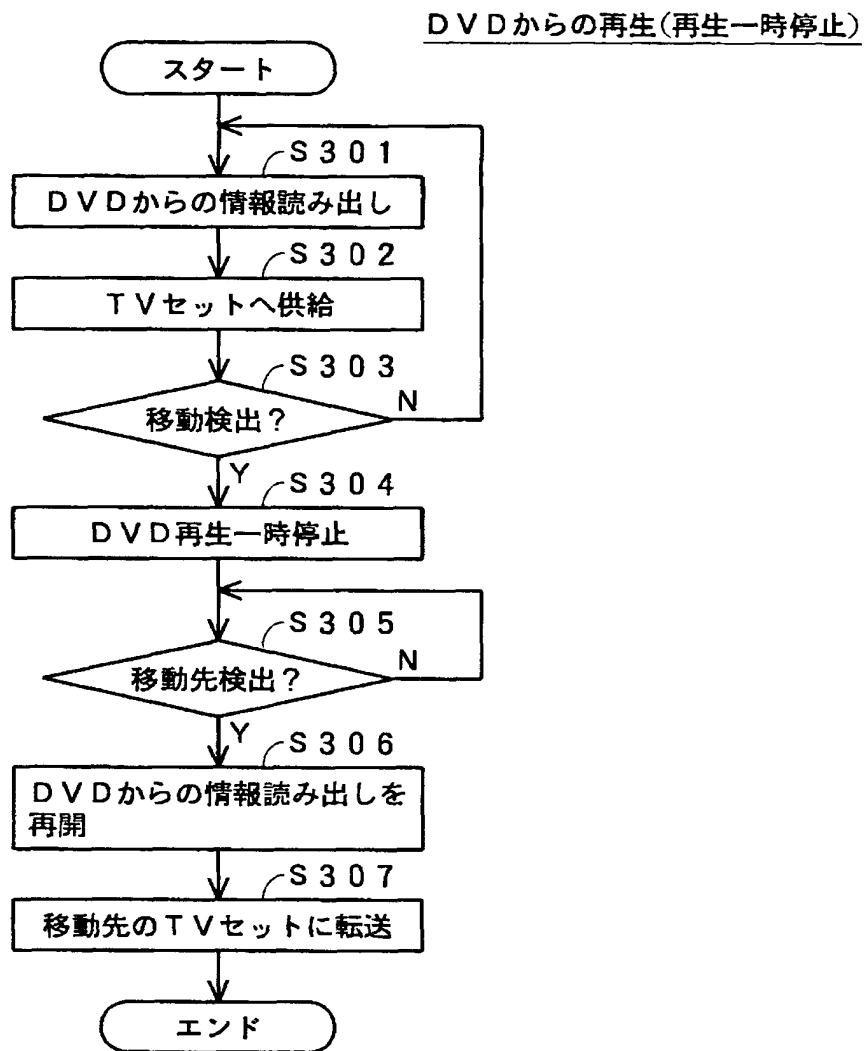 DVDからの再生(再生一時停止)
スタート
S301
DVDからの情報読み出し
S302
TVセットへ供給
S303
移動検出?
N
Y
S304
DVD再生一時停止
S305
移動先検出?
N
Y
S306
DVDからの情報読み出しを
再開
S307
移動先のTVセットに転送
エンド